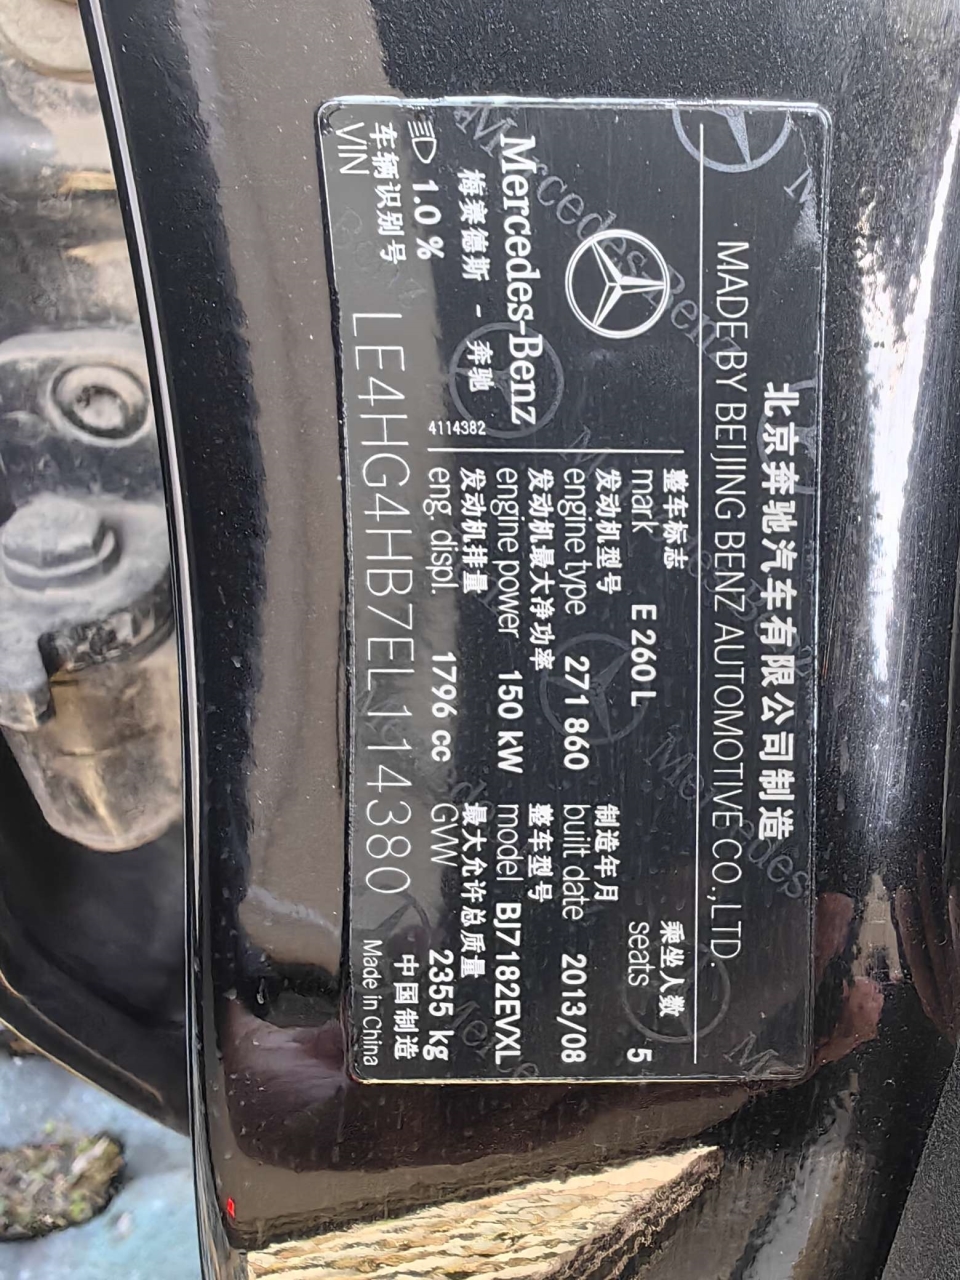 北京奔驰汽车有限公司制造
MADE BY BEIJING BENZ AUTOMOTIVE CO.,LTD.
Mercedes-Benz
梅赛德斯 - 奔驰
4114382
1.0 %
整车标志
mark E 260 L
乘坐人数
seats 5
发动机型号
engine type 271 860
制造年月
built date 2013/08
发动机最大净功率
engine power 150 kW
整车型号
model BJ7182EVXL
发动机排量
eng. displ. 1796 cc
最大允许总质量
GVW 2355 kg
车辆识别号
VIN LE4HG4HB7EL114380
中国制造
Made in China